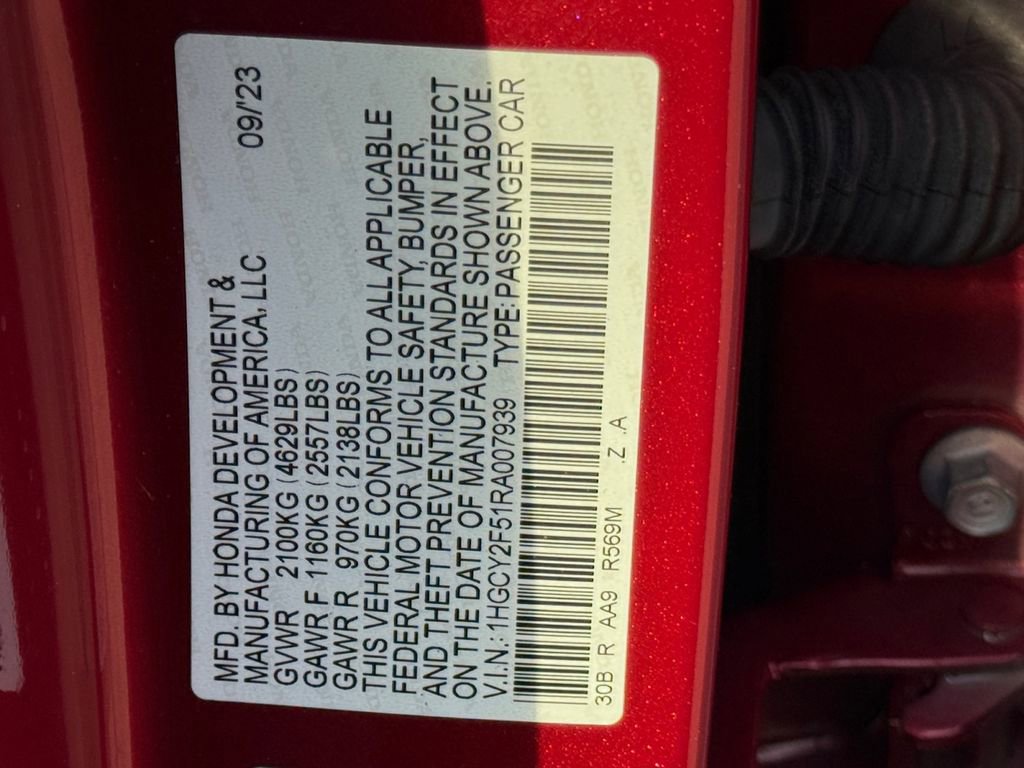 MFD. BY HONDA DEVELOPMENT &
MANUFACTURING OF AMERICA, LLC 09/'23
GVWR 2100KG (4629LBS)
GAWR F 1160KG (2557LBS)
GAWR R 970KG (2138LBS)
THIS VEHICLE CONFORMS TO ALL APPLICABLE
FEDERAL MOTOR VEHICLE SAFETY, BUMPER,
AND THEFT PREVENTION STANDARDS IN EFFECT
ON THE DATE OF MANUFACTURE SHOWN ABOVE.
V.I.N.: 1HGCY2F51RA007939 TYPE: PASSENGER CAR
30B R AA9 R569M .Z .A